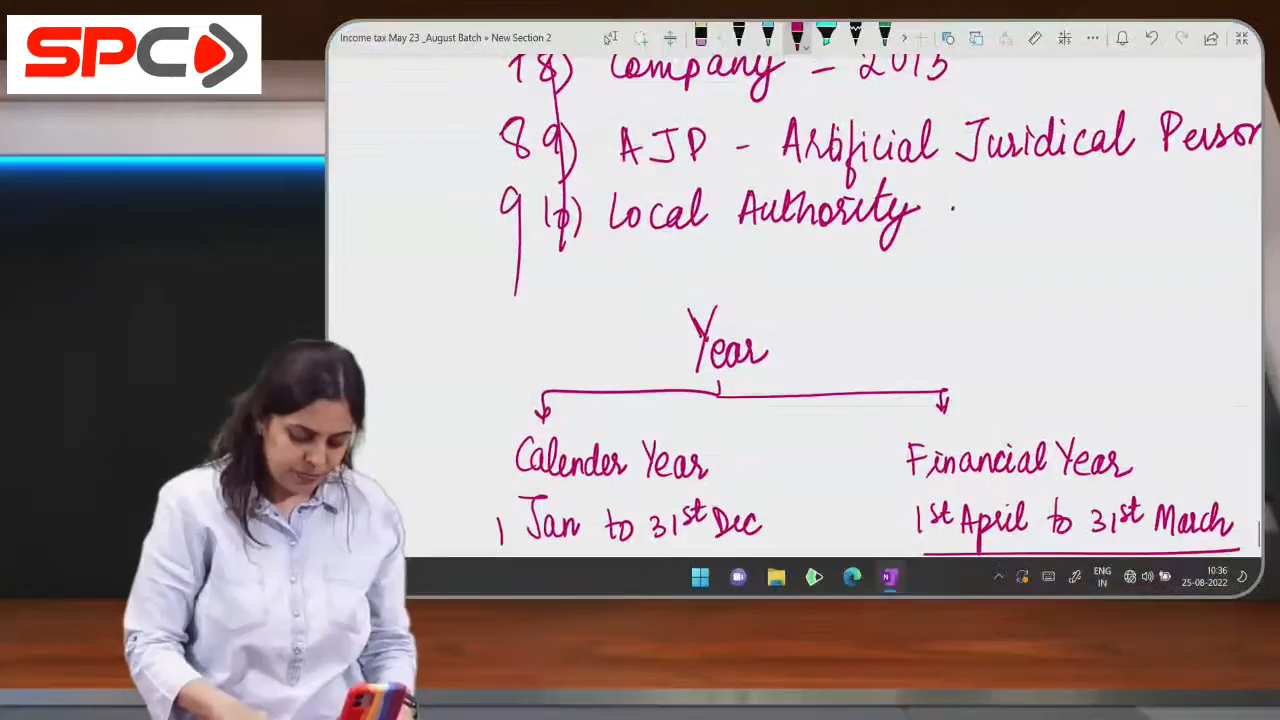 SPC
Income tax May 23 _August Batch » New Section 2
7 8) Company - 2013
8 9) AJP - Artificial Juridical Person
9 10) Local Authority .
Year
Calender Year Financial Year
1 Jan to 31st Dec 1st April to 31st March
ENG 10:36
IN 25-08-2022